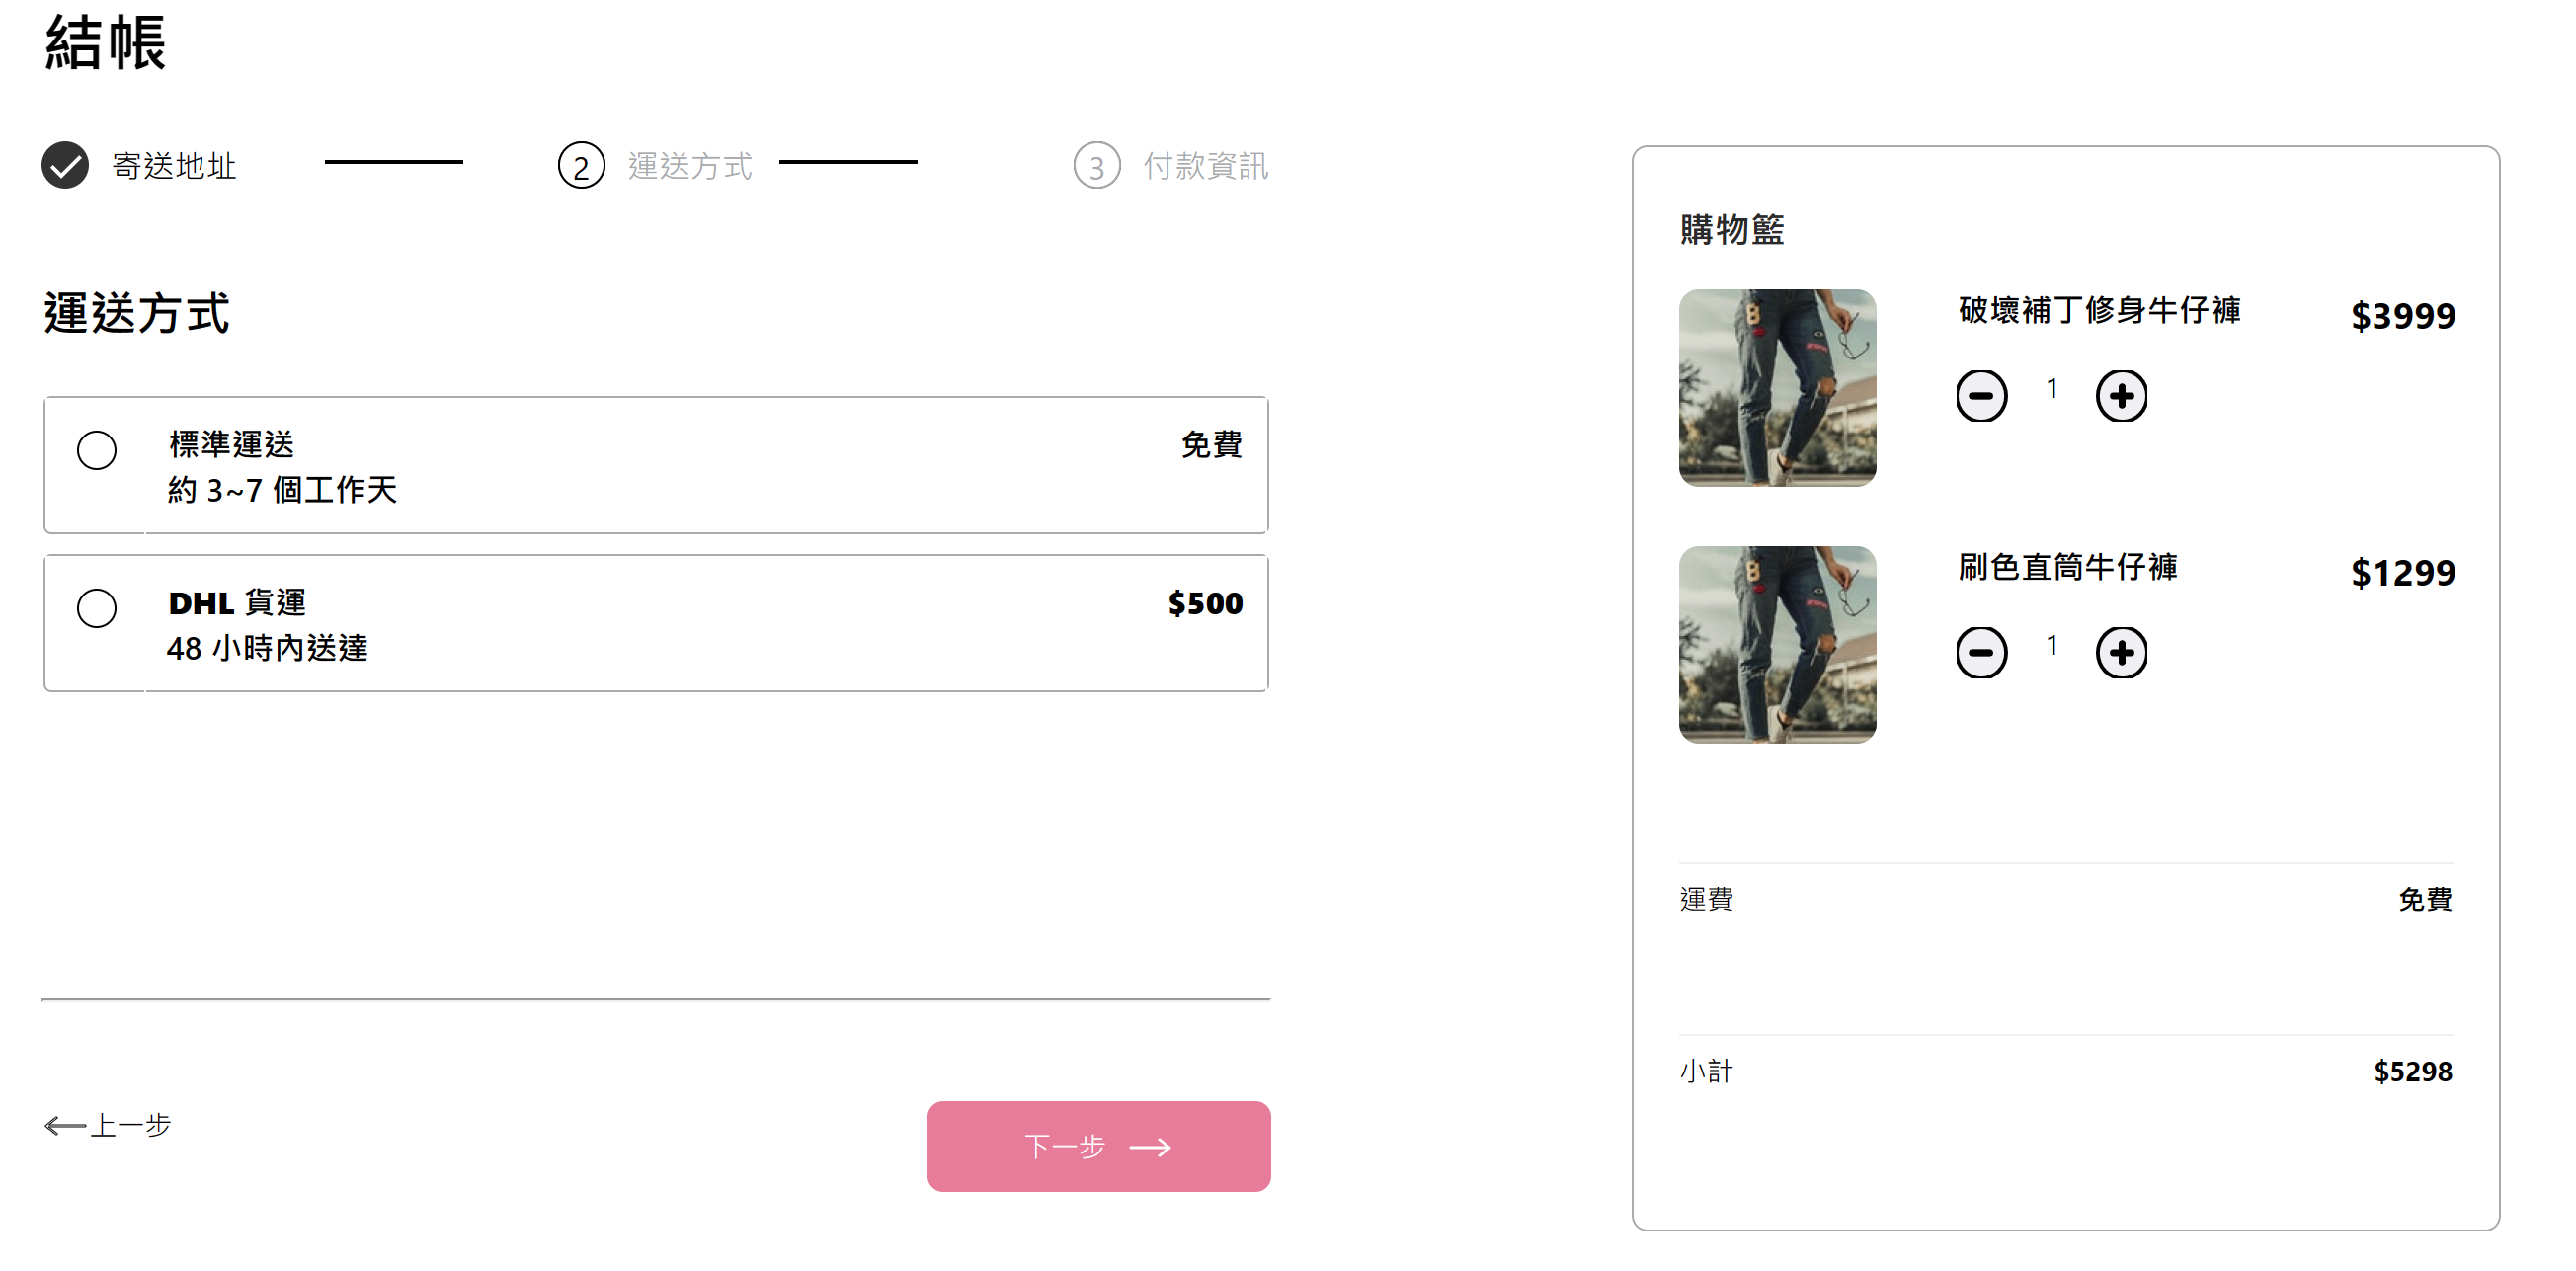 結帳
寄送地址
2 運送方式
3 付款資訊
運送方式
標準運送 免費
約 3~7 個工作天
DHL 貨運 $500
48 小時內送達
上一步
下一步
購物籃
破壞補丁修身牛仔褲 $3999
1
刷色直筒牛仔褲 $1299
1
運費 免費
小計 $5298